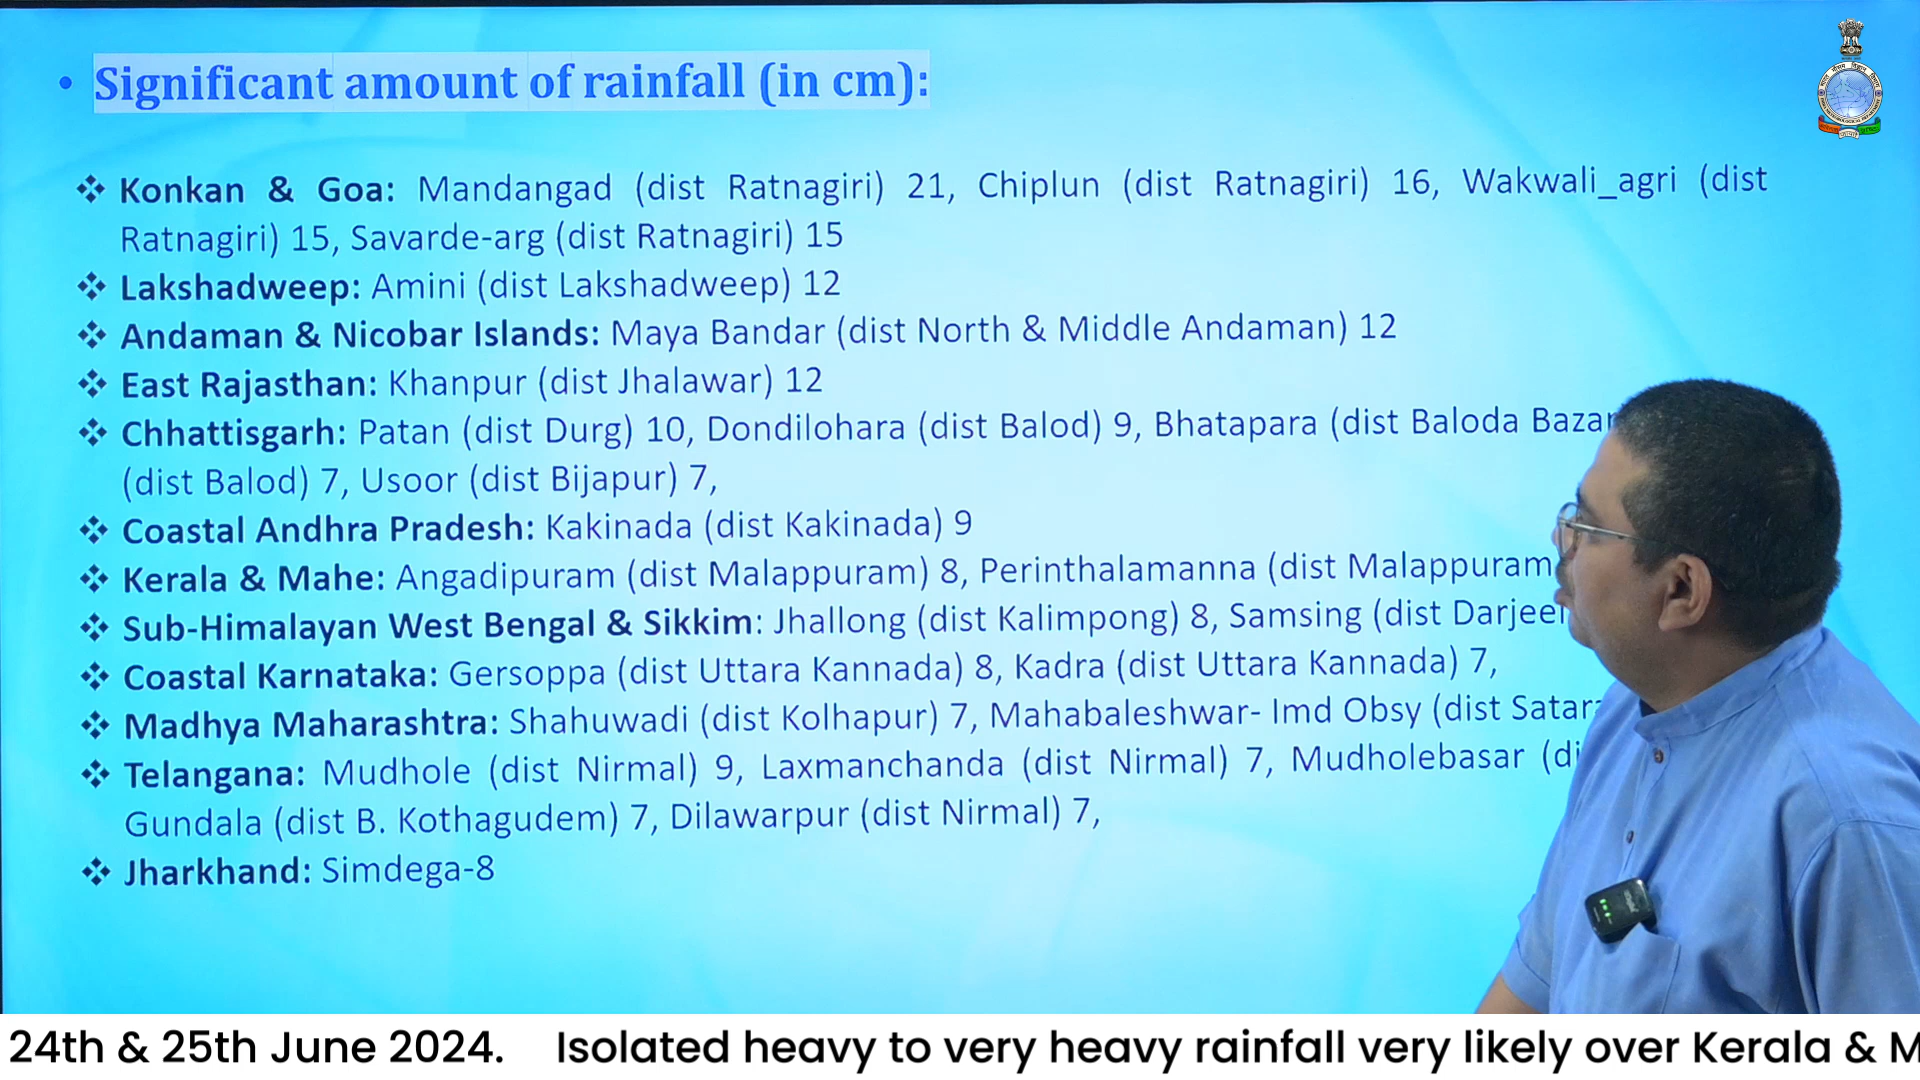 • Significant amount of rainfall (in cm):
❖ Konkan & Goa: Mandangad (dist Ratnagiri) 21, Chiplun (dist Ratnagiri) 16, Wakwali_agri (dist
Ratnagiri) 15, Savarde-arg (dist Ratnagiri) 15
❖ Lakshadweep: Amini (dist Lakshadweep) 12
❖ Andaman & Nicobar Islands: Maya Bandar (dist North & Middle Andaman) 12
❖ East Rajasthan: Khanpur (dist Jhalawar) 12
❖ Chhattisgarh: Patan (dist Durg) 10, Dondilohara (dist Balod) 9, Bhatapara (dist Baloda Bazar
(dist Balod) 7, Usoor (dist Bijapur) 7,
❖ Coastal Andhra Pradesh: Kakinada (dist Kakinada) 9
❖ Kerala & Mahe: Angadipuram (dist Malappuram) 8, Perinthalamanna (dist Malappuram
❖ Sub-Himalayan West Bengal & Sikkim: Jhallong (dist Kalimpong) 8, Samsing (dist
❖ Coastal Karnataka: Gersoppa (dist Uttara Kannada) 8, Kadra (dist Uttara Kannada) 7,
❖ Madhya Maharashtra: Shahuwadi (dist Kolhapur) 7, Mahabaleshwar- Imd Obsy (dist
❖ Telangana: Mudhole (dist Nirmal) 9, Laxmanchanda (dist Nirmal) 7, Mudholebasar
Gundala (dist B. Kothagudem) 7, Dilawarpur (dist Nirmal) 7,
❖ Jharkhand: Simdega-8
24th & 25th June 2024. Isolated heavy to very heavy rainfall very likely over Kerala &